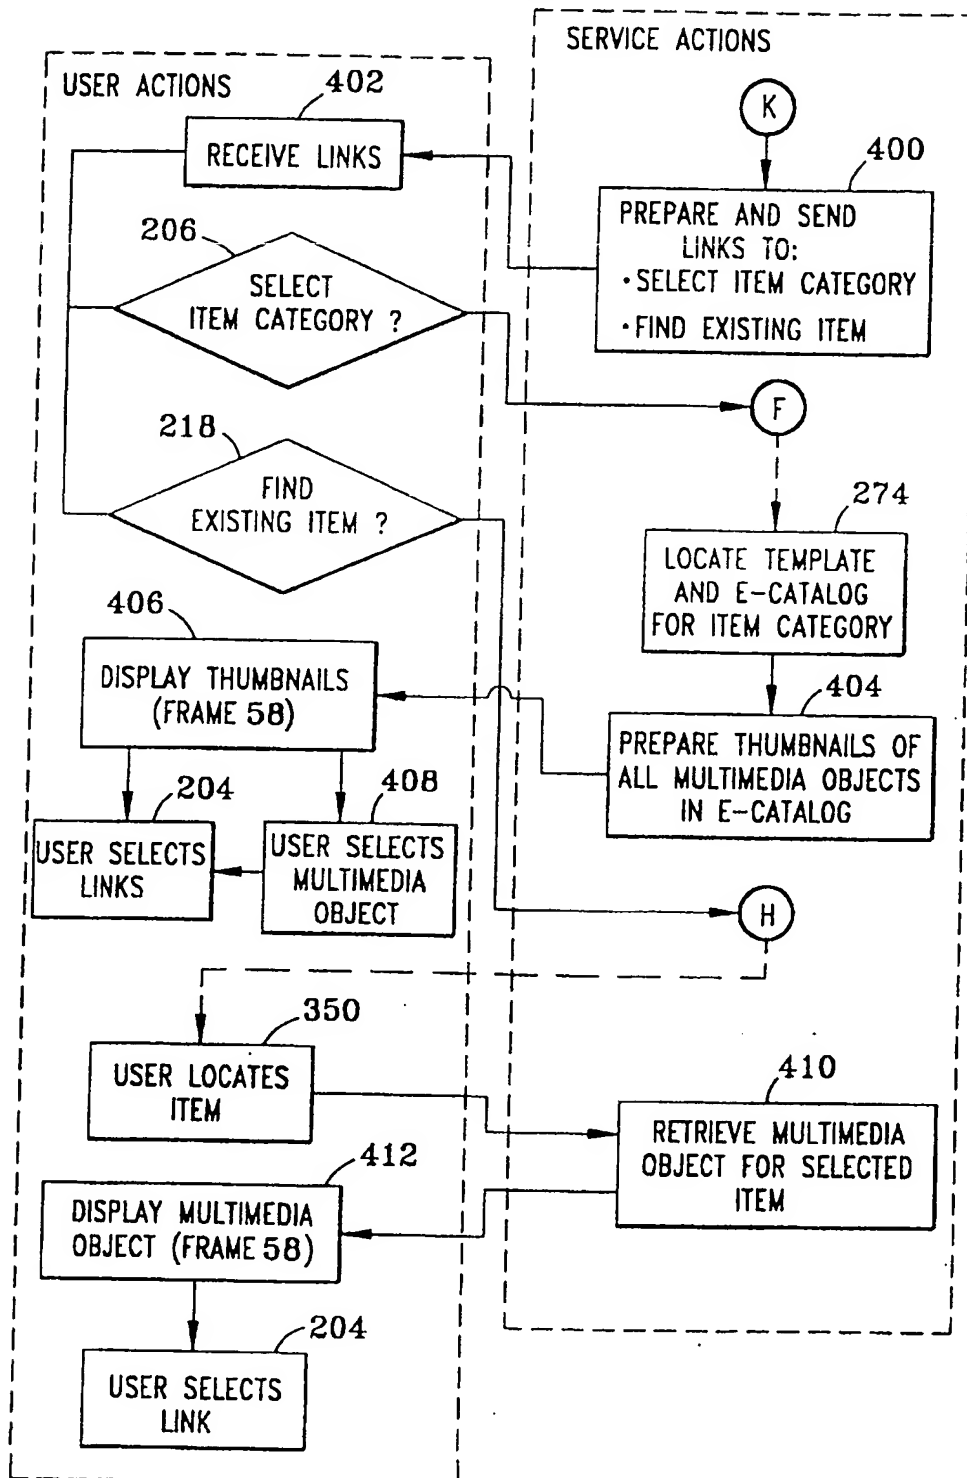 SERVICE ACTIONS
USER ACTIONS
402
RECEIVE LINKS
K
400
PREPARE AND SEND
LINKS TO:
·SELECT ITEM CATEGORY
·FIND EXISTING ITEM
206
SELECT
ITEM CATEGORY ?
F
218
FIND
EXISTING ITEM ?
274
LOCATE TEMPLATE
AND E-CATALOG
FOR ITEM CATEGORY
406
DISPLAY THUMBNAILS
(FRAME 58)
404
PREPARE THUMBNAILS OF
ALL MULTIMEDIA OBJECTS
IN E-CATALOG
204
USER SELECTS
LINKS
408
USER SELECTS
MULTIMEDIA
OBJECT
H
350
USER LOCATES
ITEM
410
RETRIEVE MULTIMEDIA
OBJECT FOR SELECTED
ITEM
412
DISPLAY MULTIMEDIA
OBJECT (FRAME 58)
204
USER SELECTS
LINK